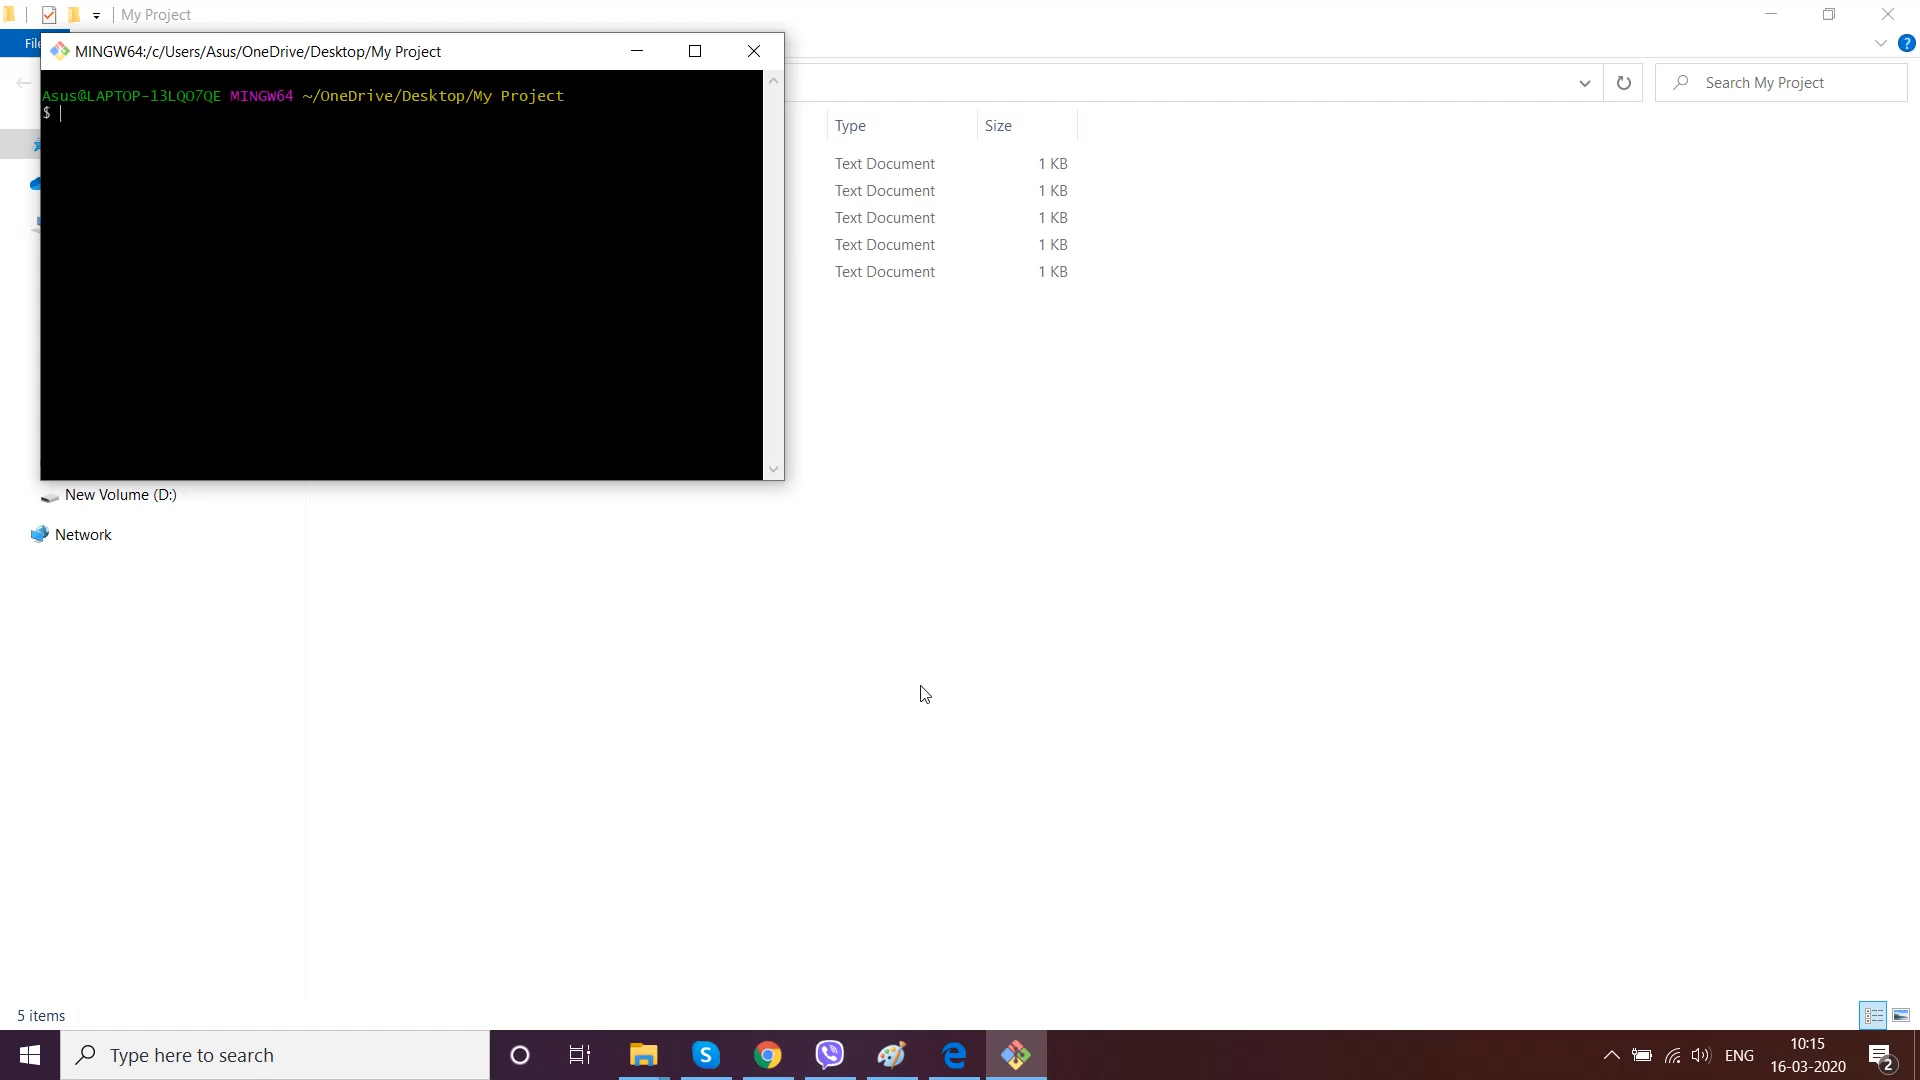 My Project
File
MINGW64:/c/Users/Asus/OneDrive/Desktop/My Project
Asus@LAPTOP-13LQO7QE MINGW64 ~/OneDrive/Desktop/My Project
$
Search My Project
Type Size
Text Document 1 KB
Text Document 1 KB
Text Document 1 KB
Text Document 1 KB
Text Document 1 KB
New Volume (D:)
Network
5 items
Type here to search
ENG
10:15
16-03-2020
2